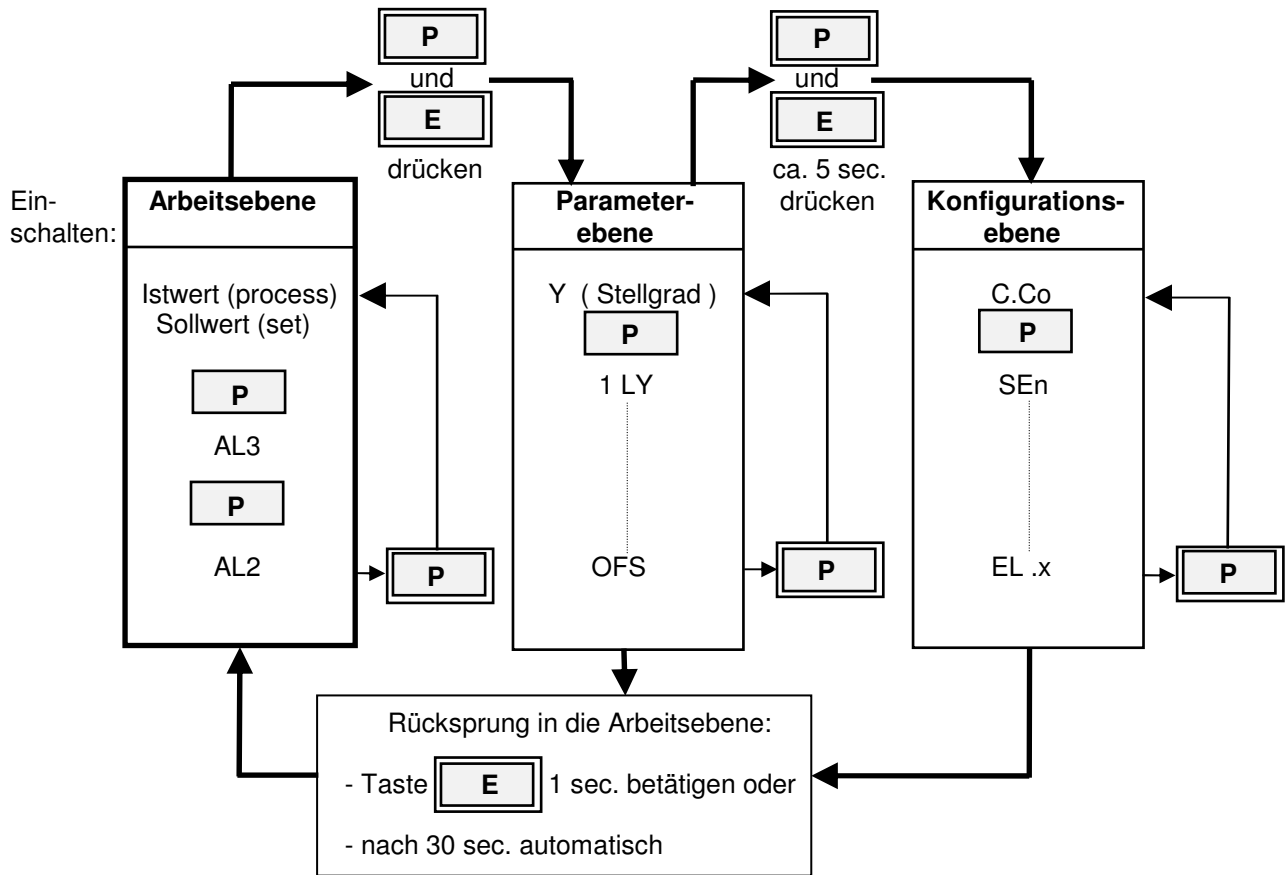 P
und
E
drücken
P
und
E
ca. 5 sec.
drücken
Ein-
schalten:
Arbeitsebene
Istwert (process)
Sollwert (set)
P
AL3
P
AL2
P
Parameter-
ebene
Y ( Stellgrad )
P
1 LY
OFS
P
Konfigurations-
ebene
C.Co
P
SEn
EL .x
P
Rücksprung in die Arbeitsebene:
- Taste E 1 sec. betätigen oder
- nach 30 sec. automatisch